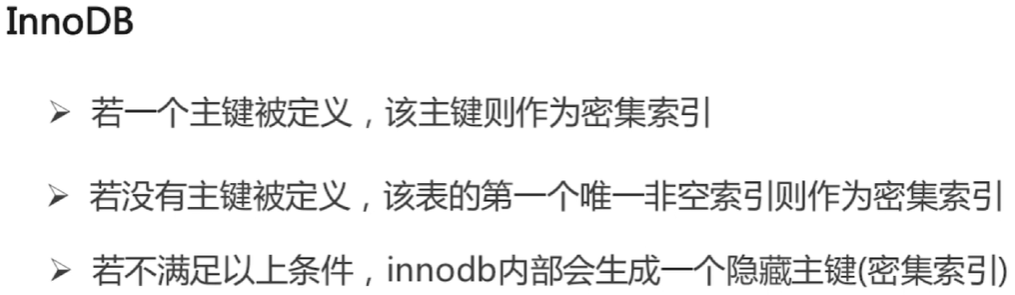 InnoDB
➢ 若一个主键被定义，该主键则作为密集索引
➢ 若没有主键被定义，该表的第一个唯一非空索引则作为密集索引
➢ 若不满足以上条件，innodb内部会生成一个隐藏主键(密集索引)